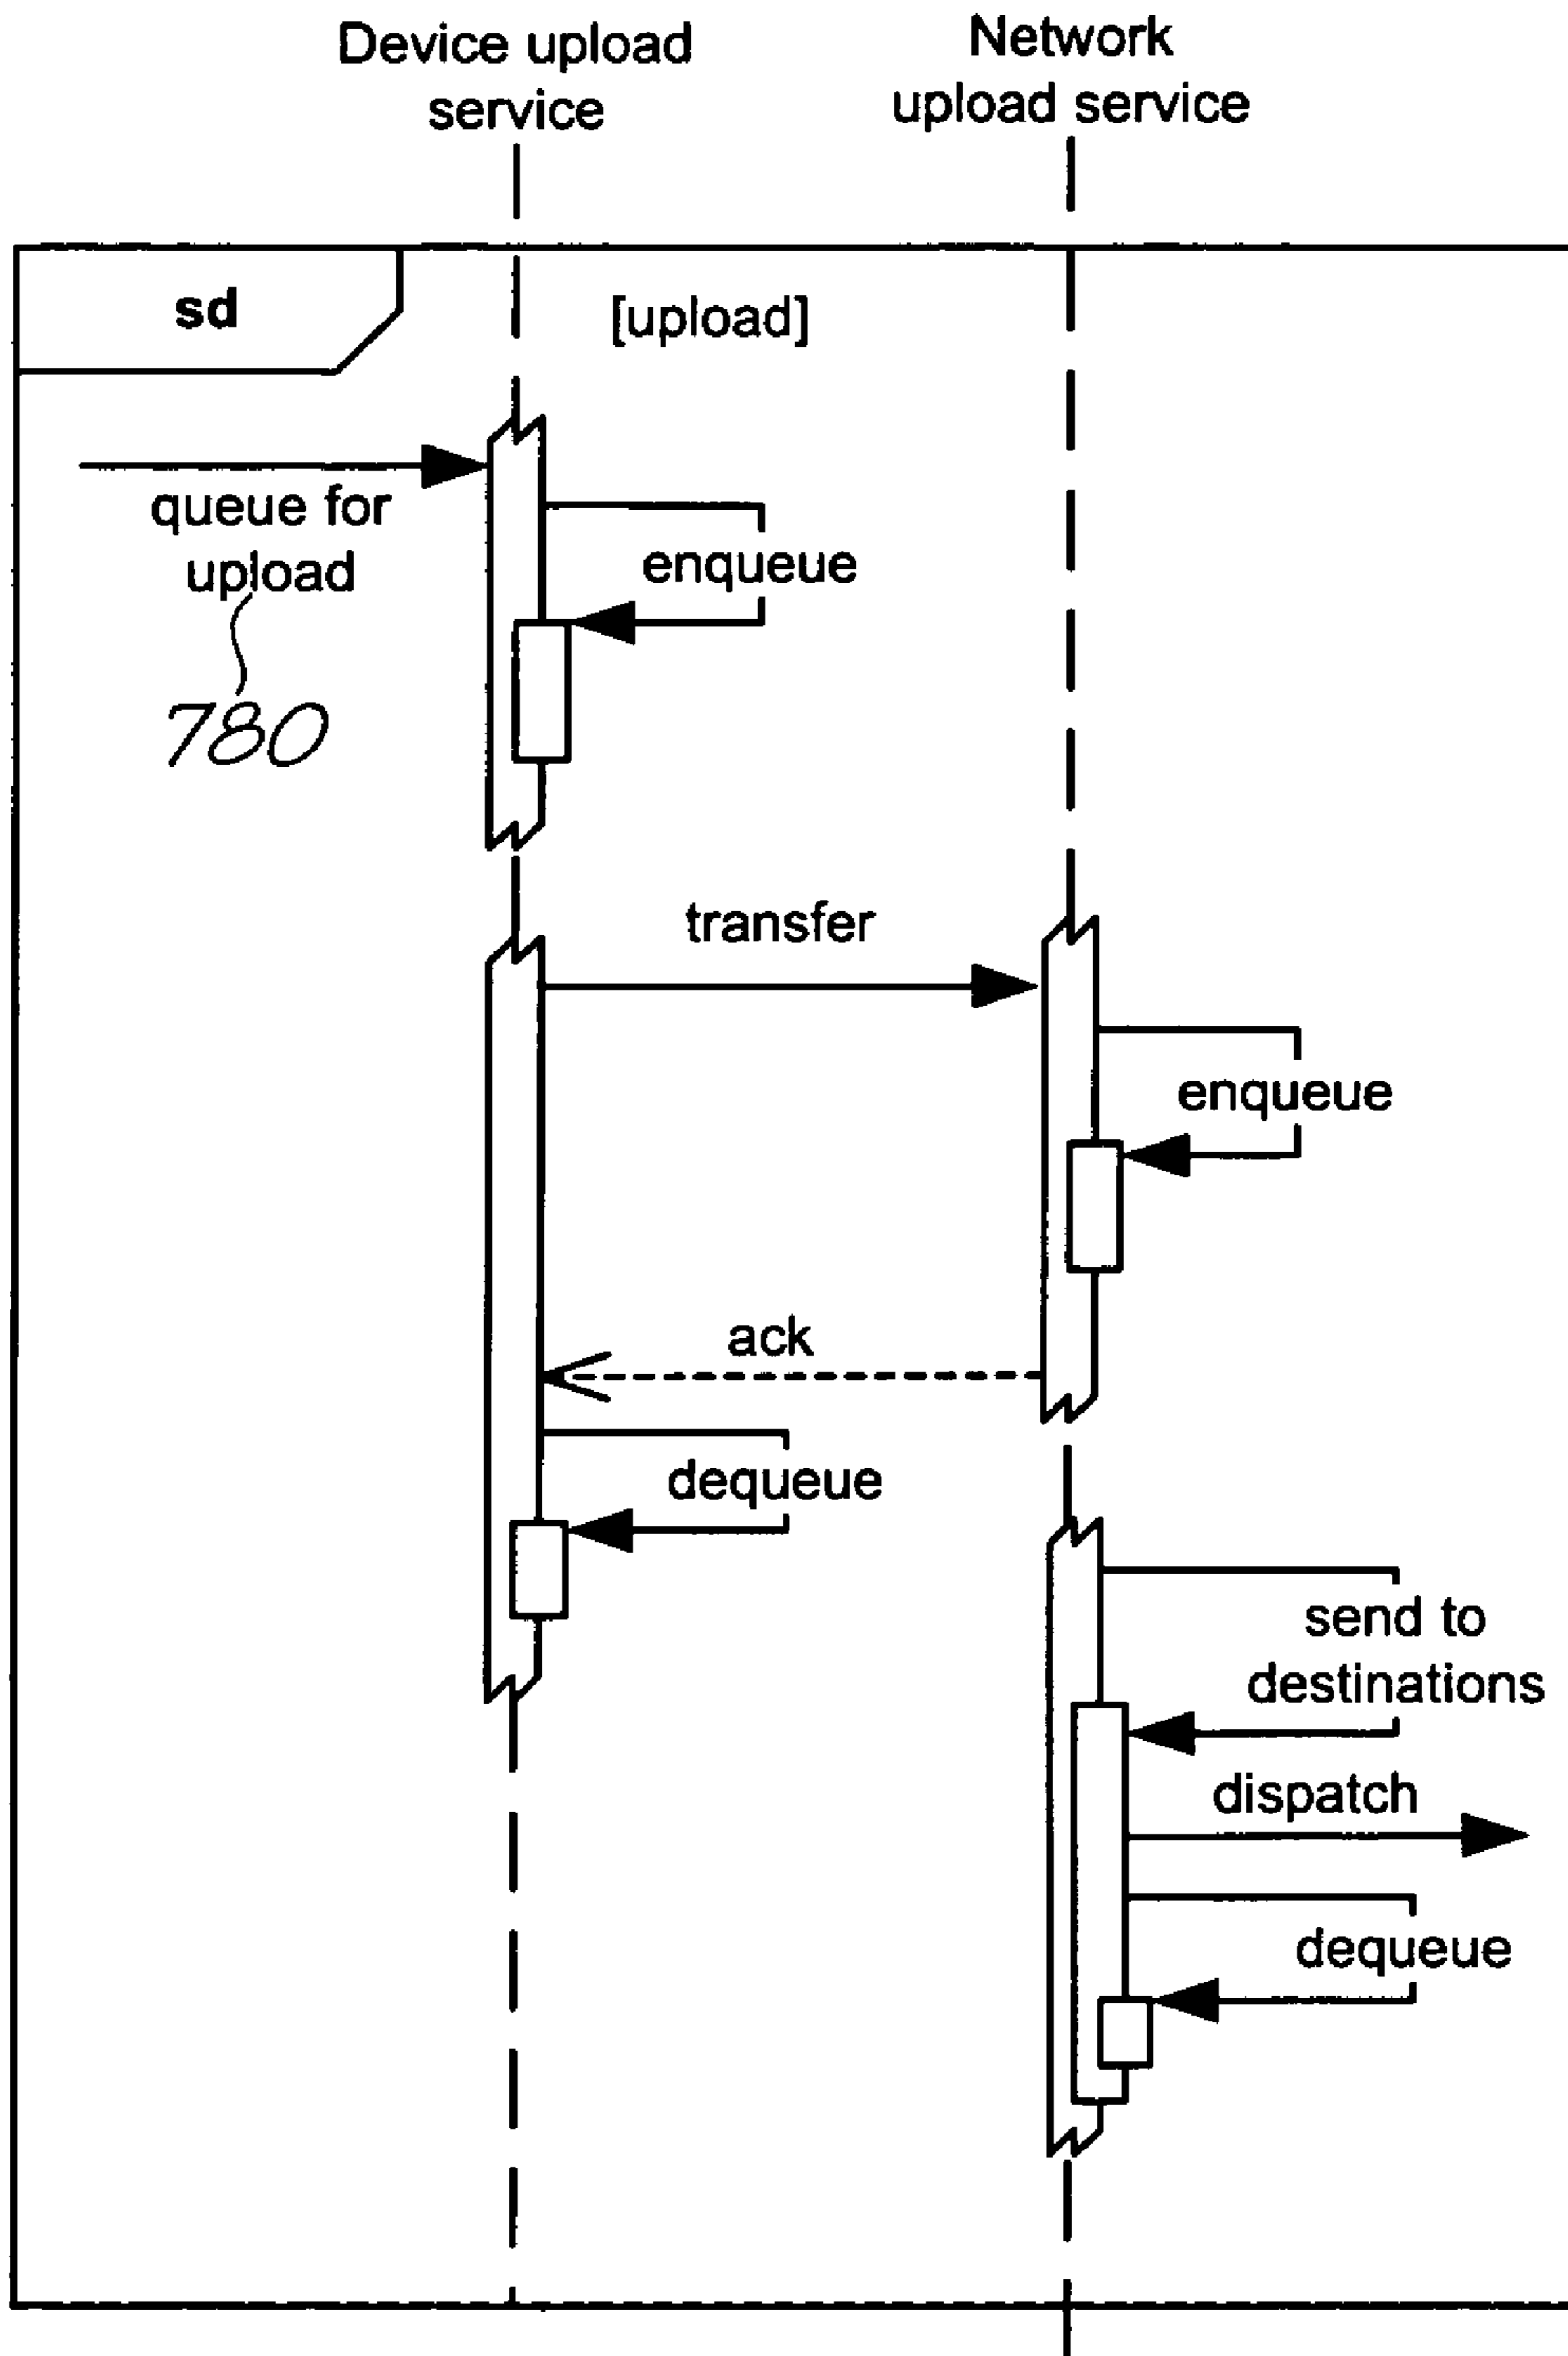 Device upload
service
Network
upload service
sd
[upload]
queue for
upload
enqueue
780
transfer
enqueue
ack
dequeue
send to
destinations
dispatch
dequeue